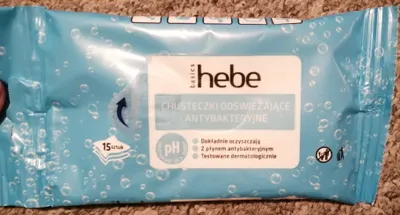 basics
hebe
CHUSTECZKI ODŚWIEŻAJĄCE
I ANTYBAKTERYJNE
pH
Dokładnie oczyszczają
Z płynem antybakteryjnym
Testowane dermatologicznie
15 sztuk